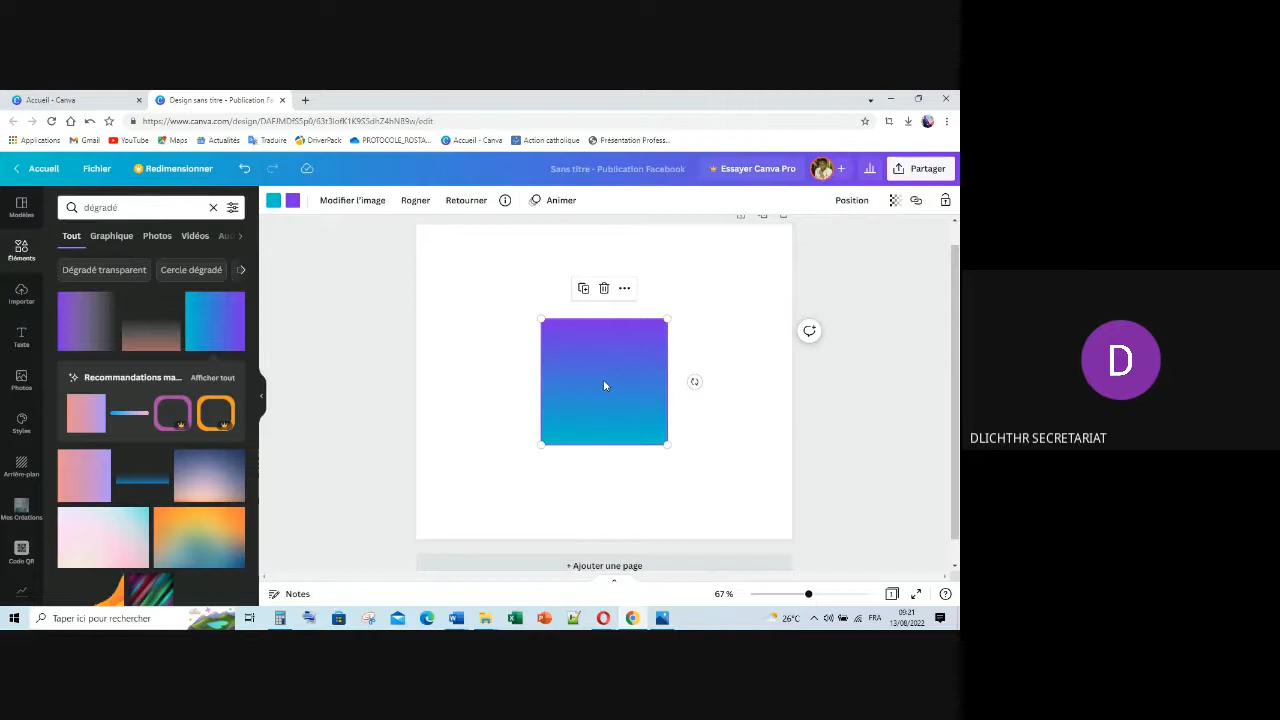 Accueil - Canva
Design sans titre - Publication Fa
https://www.canva.com/design/DAFJMDfS5p0/63t3lofK1K9S5dhZ4hNB9w/edit
Applications
Gmail
YouTube
Maps
Actualités
Traduire
DriverPack
PROTOCOLE_ROSTA...
Accueil - Canva
Action catholique
Présentation Profess...
Accueil
Fichier
Redimensionner
Sans titre - Publication Facebook
Essayer Canva Pro
Partager
dégradé
Modifier l'image
Rogner
Retourner
Animer
Position
Modèles
Éléments
Importer
Texte
Photos
Styles
Arrière-plan
Mes Créations
Code QR
Tout
Graphique
Photos
Vidéos
Au
Dégradé transparent
Cercle dégradé
Recommandations ma...
Afficher tout
+ Ajouter une page
Notes
67 %
1
Taper ici pour rechercher
26°C
FRA
09:21
13/08/2022
D
DLICHTHR SECRETARIAT